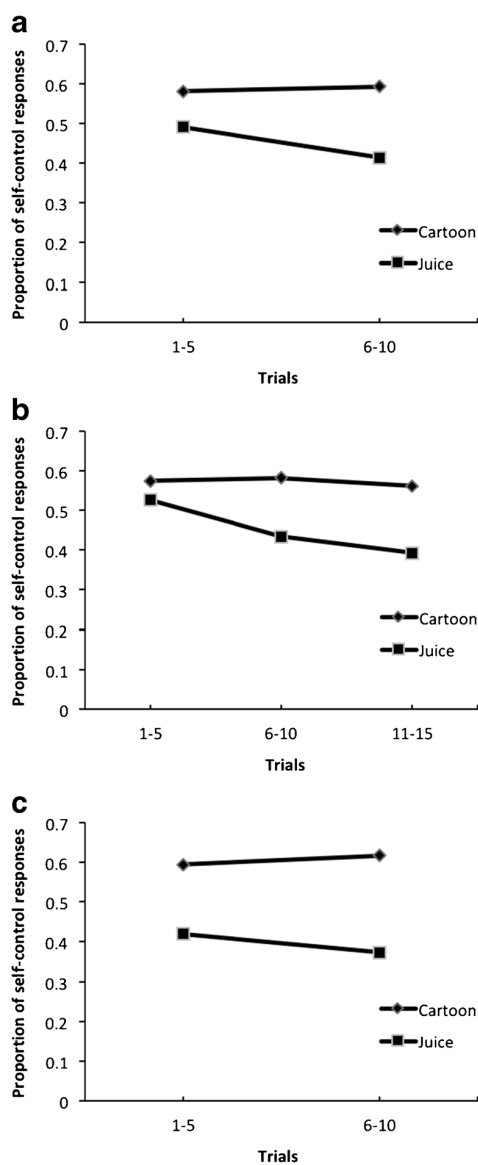 a
Proportion of self-control responses
0.7
0.6
0.5
0.4
0.3
0.2
0.1
0
Cartoon
Juice
1-5 6-10
Trials
b
Proportion of self-control responses
0.7
0.6
0.5
0.4
0.3
0.2
0.1
0
Cartoon
Juice
1-5 6-10 11-15
Trials
c
Proportion of self-control responses
0.7
0.6
0.5
0.4
0.3
0.2
0.1
0
Cartoon
Juice
1-5 6-10
Trials